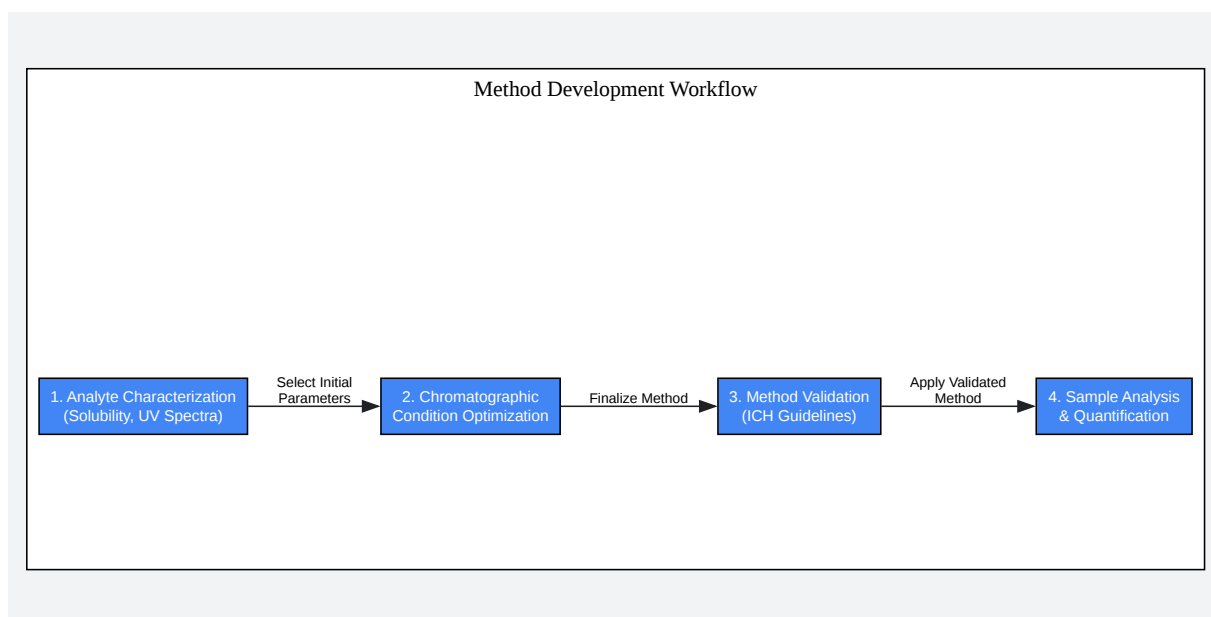 Method Development Workflow
1. Analyte Characterization
(Solubility, UV Spectra)
Select Initial
Parameters
2. Chromatographic
Condition Optimization
Finalize Method
3. Method Validation
(ICH Guidelines)
Apply Validated
Method
4. Sample Analysis
& Quantification